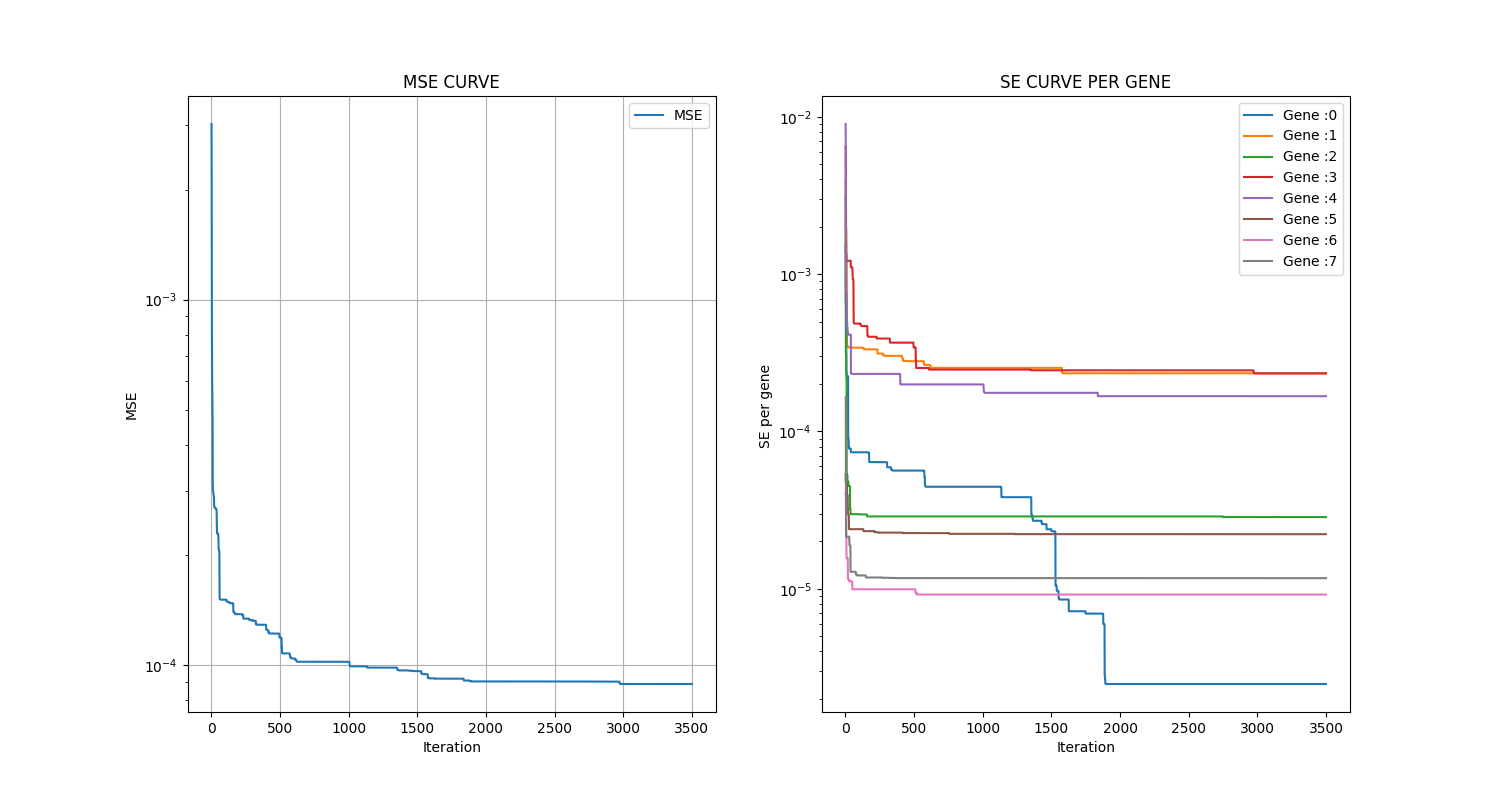 MSE CURVE
MSE
10⁻³
10⁻⁴
MSE
0 500 1000 1500 2000 2500 3000 3500
Iteration
SE CURVE PER GENE
Gene :0
Gene :1
Gene :2
Gene :3
Gene :4
Gene :5
Gene :6
Gene :7
10⁻²
10⁻³
10⁻⁴
10⁻⁵
SE per gene
0 500 1000 1500 2000 2500 3000 3500
Iteration